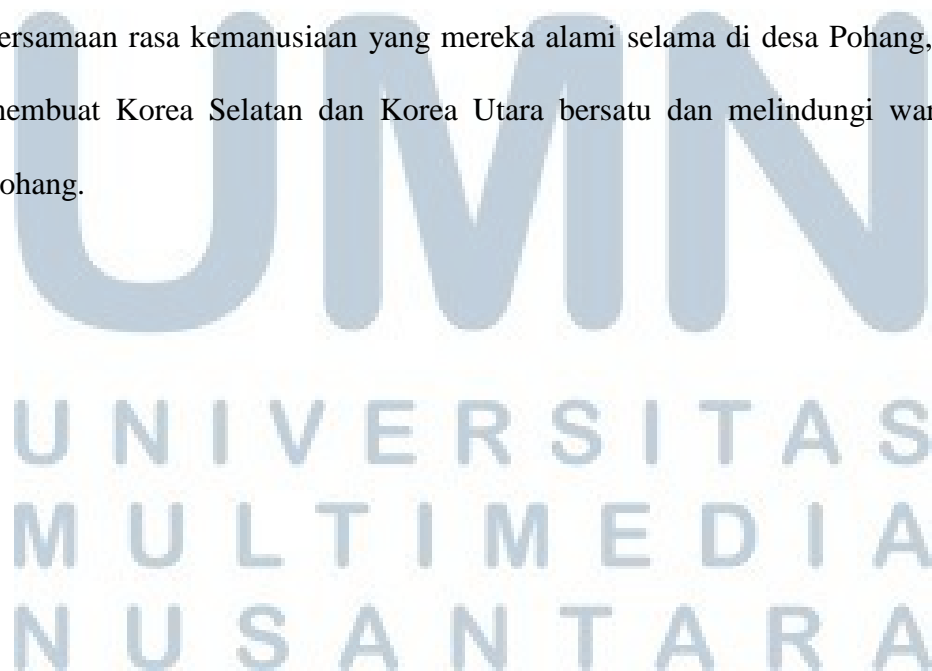 ersamaan rasa kemanusiaan yang mereka alami selama di desa Pohang,
membuat Korea Selatan dan Korea Utara bersatu dan melindungi war
ohang.
UMN
UNIVERSITAS
MULTIMEDIA
NUSANTARA